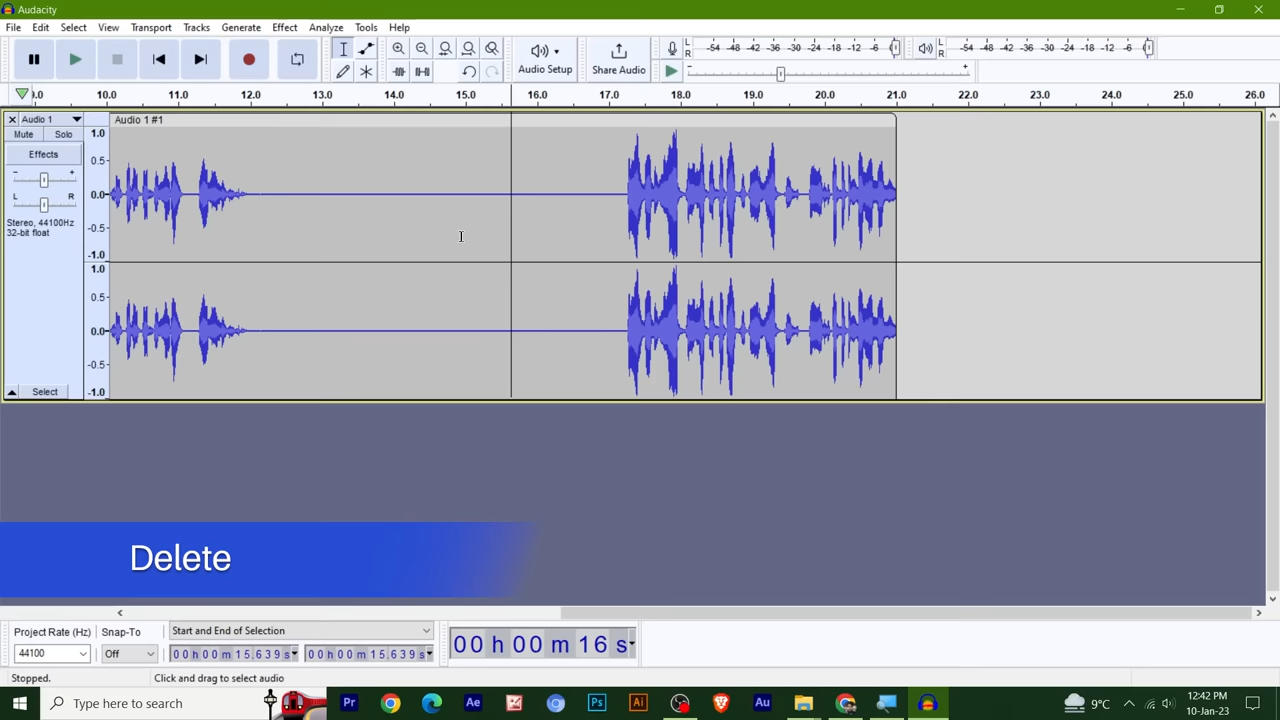 Audacity
File Edit Select View Transport Tracks Generate Effect Analyze Tools Help
Audio Setup
Share Audio
L
R
-54 -48 -42 -36 -30 -24 -18 -12 -6
L
R
-54 -48 -42 -36 -30 -24 -18 -12 -6
- +
9.0 10.0 11.0 12.0 13.0 14.0 15.0 16.0 17.0 18.0 19.0 20.0 21.0 22.0 23.0 24.0 25.0 26.0
Audio 1
Audio 1 #1
Mute Solo
Effects
- +
L R
Stereo, 44100Hz
32-bit float
Select
1.0
0.5
0.0
-0.5
-1.0
1.0
0.5
0.0
-0.5
-1.0
Delete
Project Rate (Hz) Snap-To Start and End of Selection
44100 Off 00 h 00 m 15.639 s 00 h 00 m 15.639 s
00 h 00 m 16 s
Stopped. Click and drag to select audio
Type here to search
Pr
Ae
Ps
Ai
Au
9°C
12:42 PM
10-Jan-23